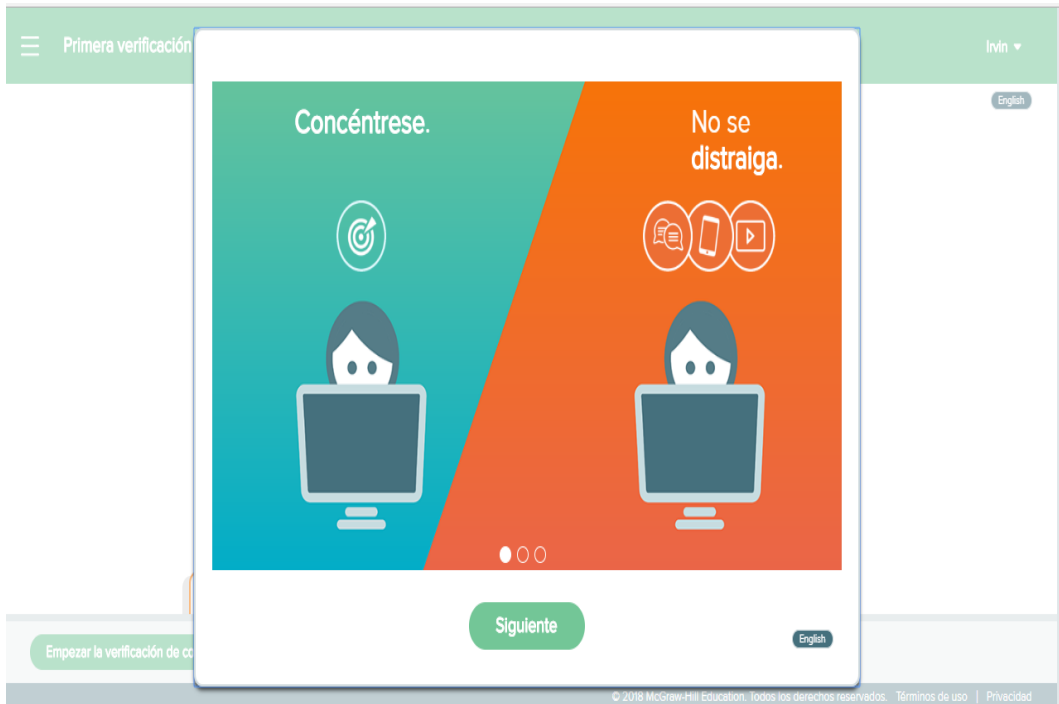 Primera verificación
Irvin
English
Concéntrese.
No se
distraiga.
Siguiente
English
Empezar la verificación de
© 2018 McGraw-Hill Education. Todos los derechos reservados. Términos de uso | Privacidad